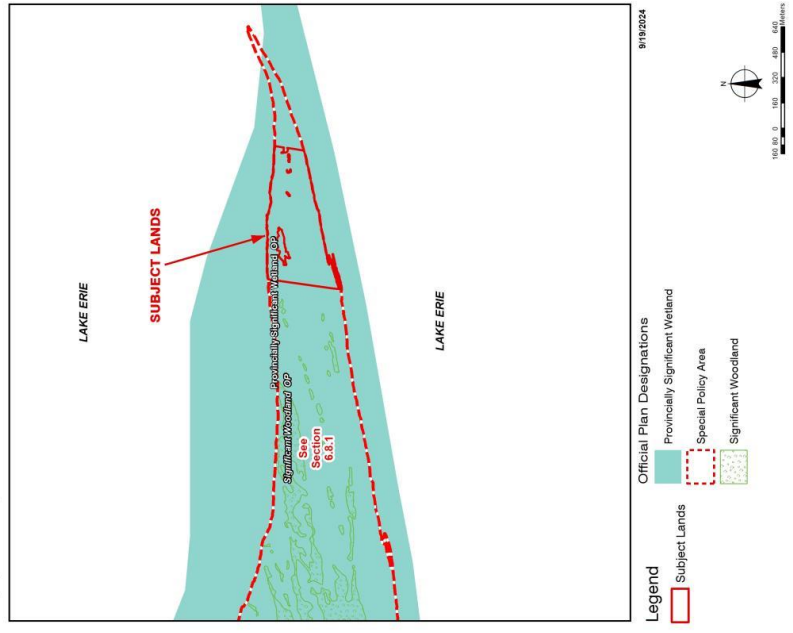 LAKE ERIE
SUBJECT LANDS
Provincially Significant Wetland OP
Significant Woodland OP
See
Section
6.8.1
LAKE ERIE
9/19/2024
Legend
Subject Lands
Official Plan Designations
Provincially Significant Wetland
Special Policy Area
Significant Woodland
N
160 80 0 160 320 480 640
Meters